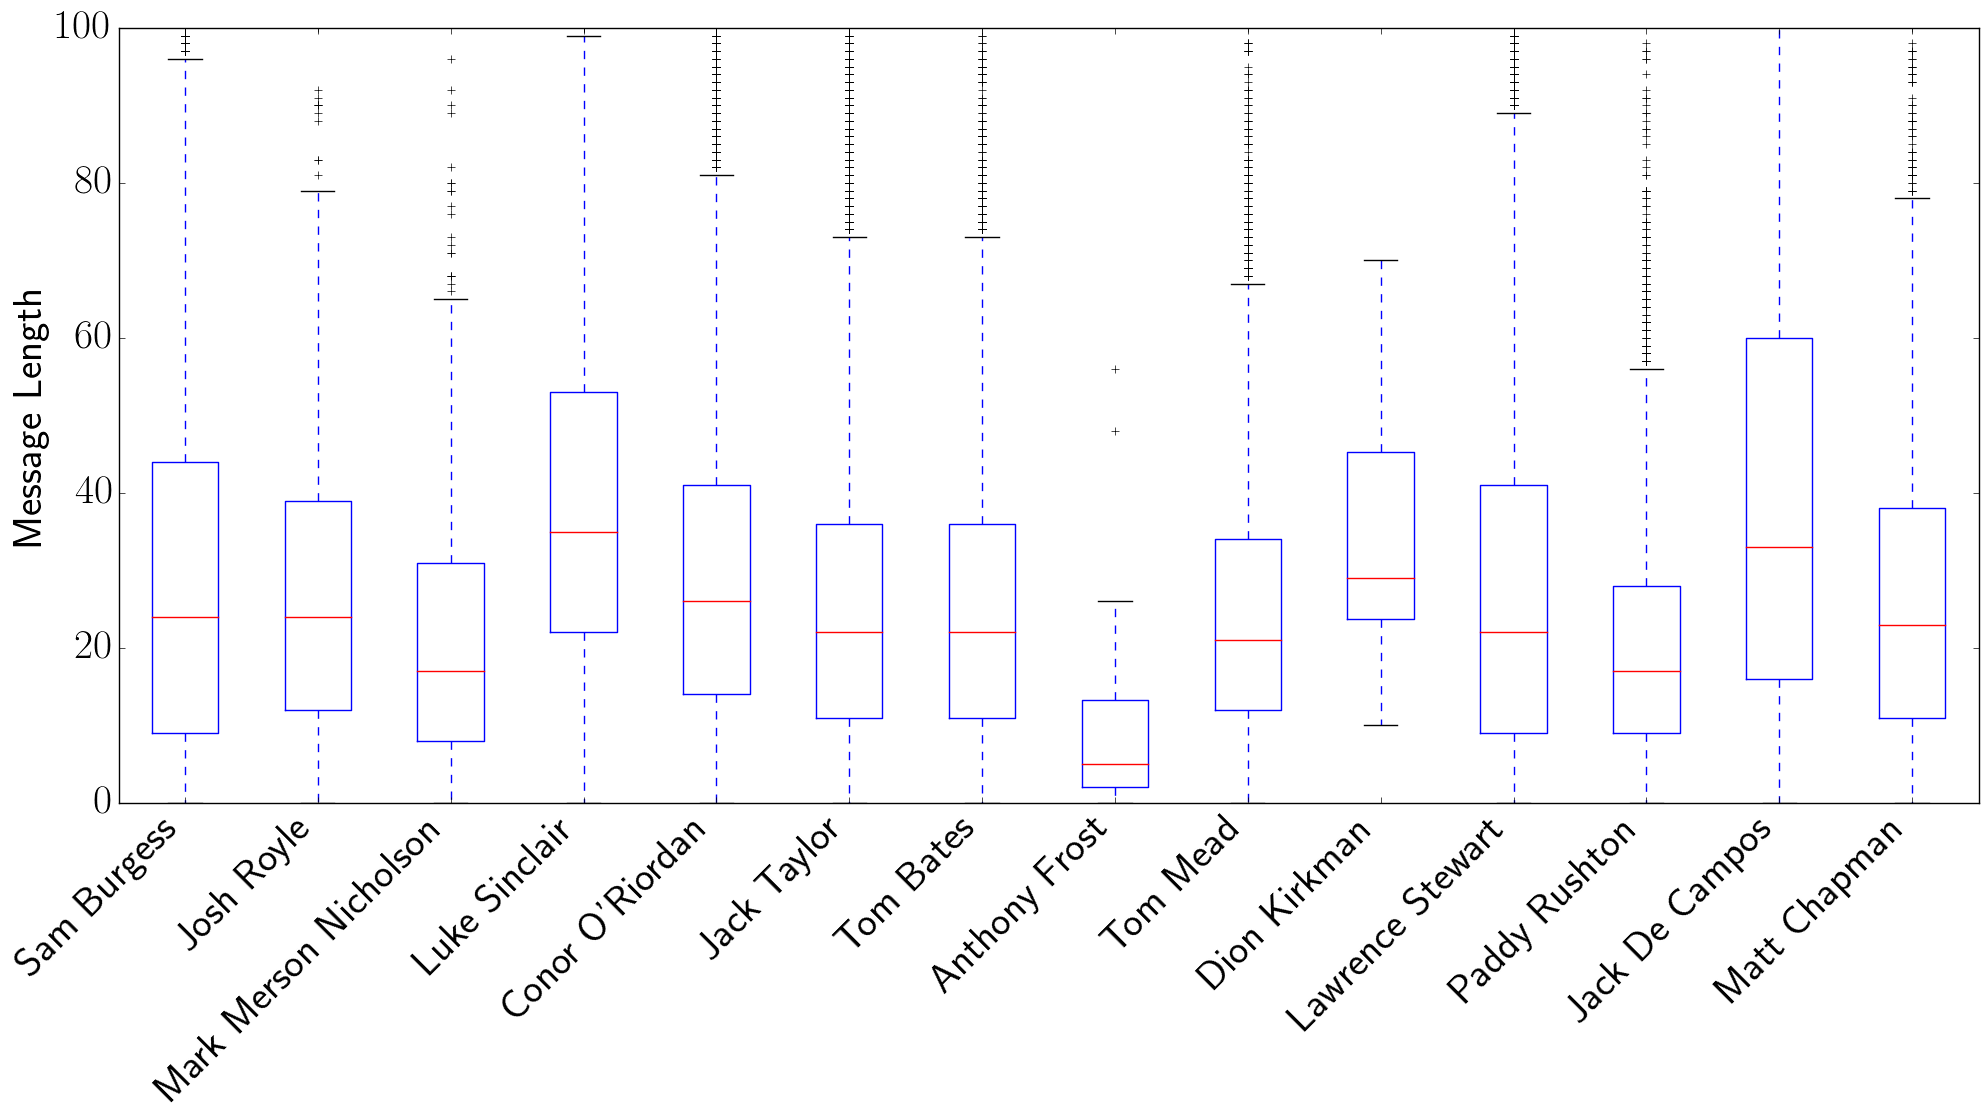 100
80
60
40
20
0
Message Length
Sam Burgess
Josh Royle
Mark Merson Nicholson
Luke Sinclair
Conor O'Riordan
Jack Taylor
Tom Bates
Anthony Frost
Tom Mead
Dion Kirkman
Lawrence Stewart
Paddy Rushton
Jack De Campos
Matt Chapman